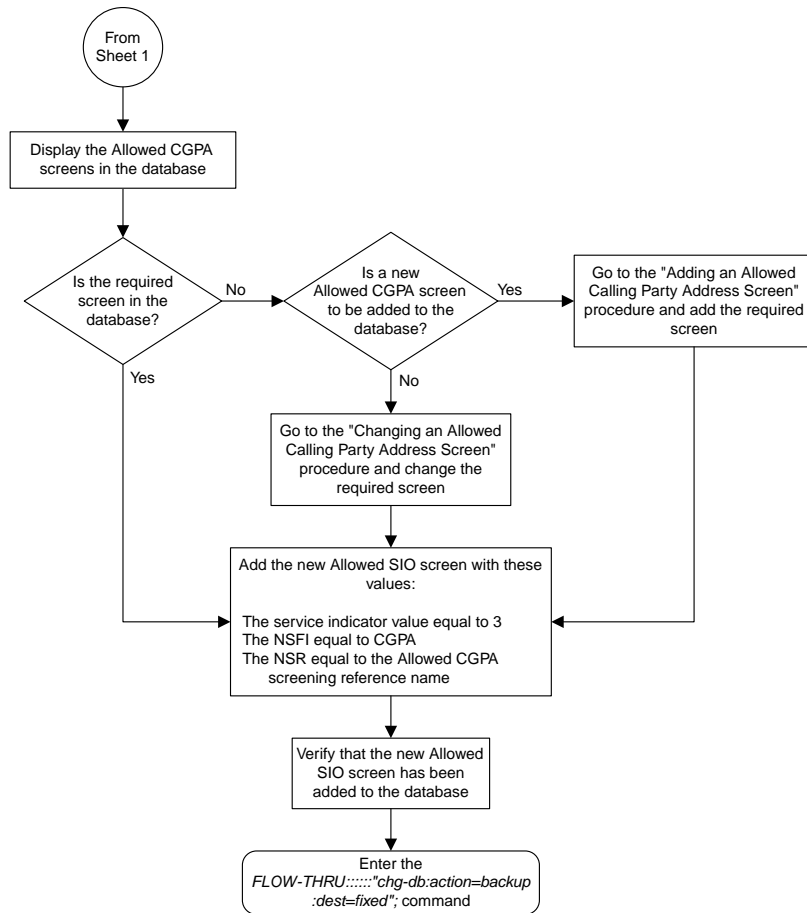 From
Sheet 1
Display the Allowed CGPA
screens in the database
Is the required
screen in the
database?
No
Yes
Is a new
Allowed CGPA screen
to be added to the
database?
Yes
No
Go to the "Adding an Allowed
Calling Party Address Screen"
procedure and add the required
screen
Go to the "Changing an Allowed
Calling Party Address Screen"
procedure and change the
required screen
Add the new Allowed SIO screen with these
values:
The service indicator value equal to 3
The NSFI equal to CGPA
The NSR equal to the Allowed CGPA
screening reference name
Verify that the new Allowed
SIO screen has been
added to the database
Enter the
FLOW-THRU::::::"chg-db:action=backup
:dest=fixed"; command